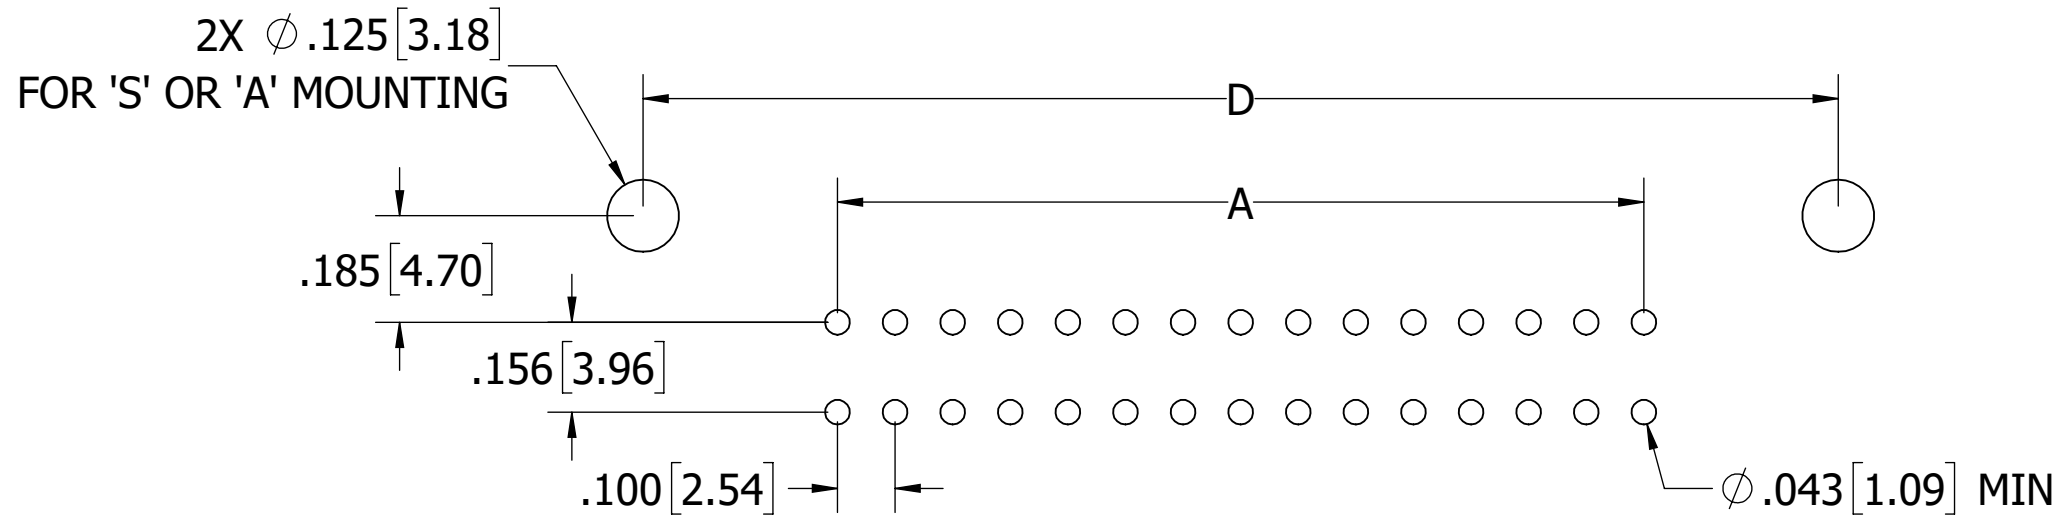 2X ⌀.125[3.18]
FOR 'S' OR 'A' MOUNTING
D
A
.185[4.70]
.156[3.96]
.100[2.54]
⌀.043[1.09] MIN